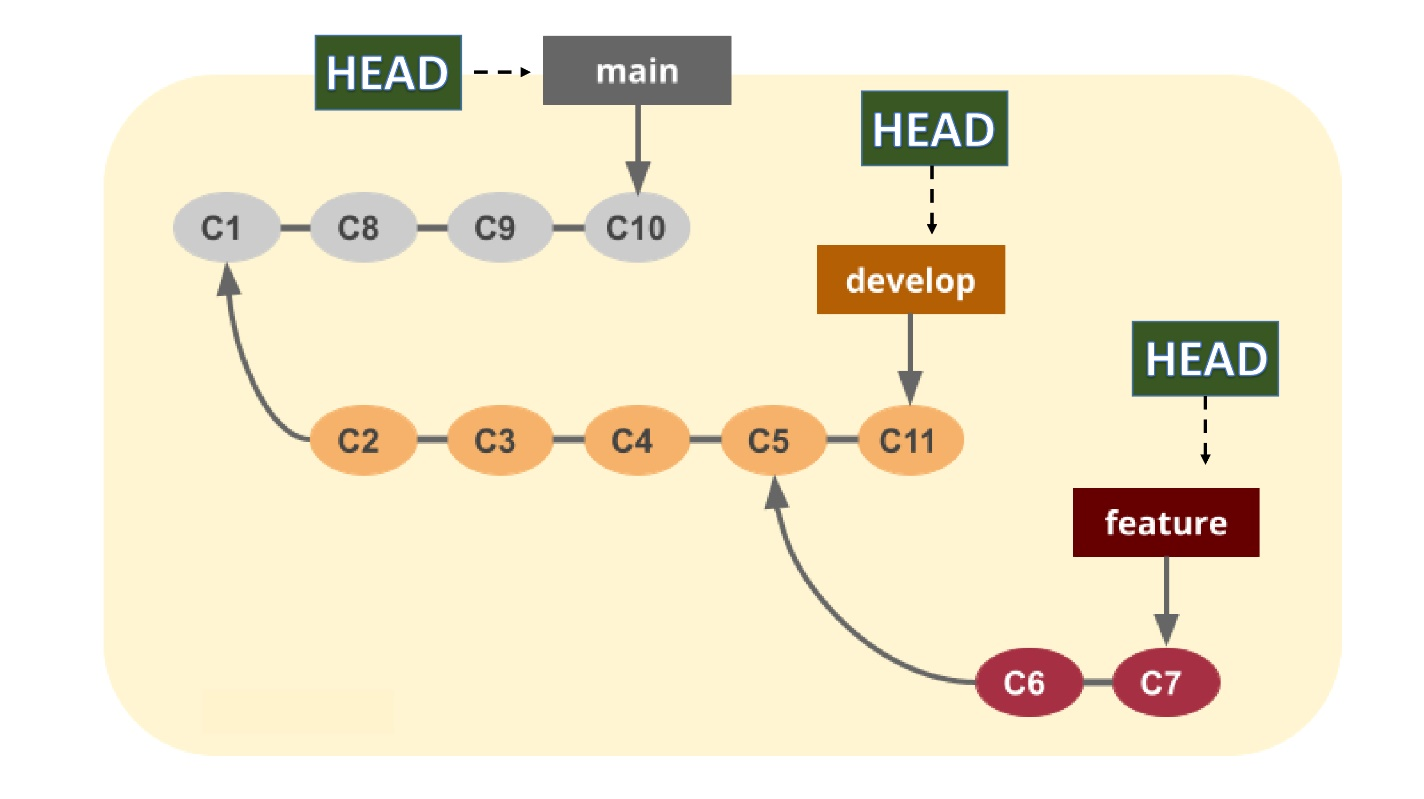 HEAD
main
HEAD
C1 C8 C9 C10
develop
HEAD
C2 C3 C4 C5 C11
feature
C6 C7